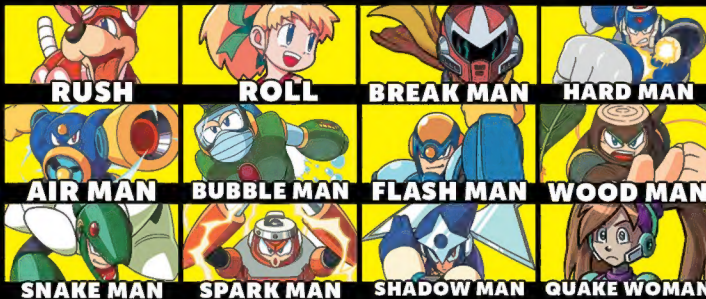 RUSH
ROLL
BREAK MAN
HARD MAN
AIR MAN
BUBBLE MAN
FLASH MAN
WOOD MAN
SNAKE MAN
SPARK MAN
SHADOW MAN
QUAKE WOMAN